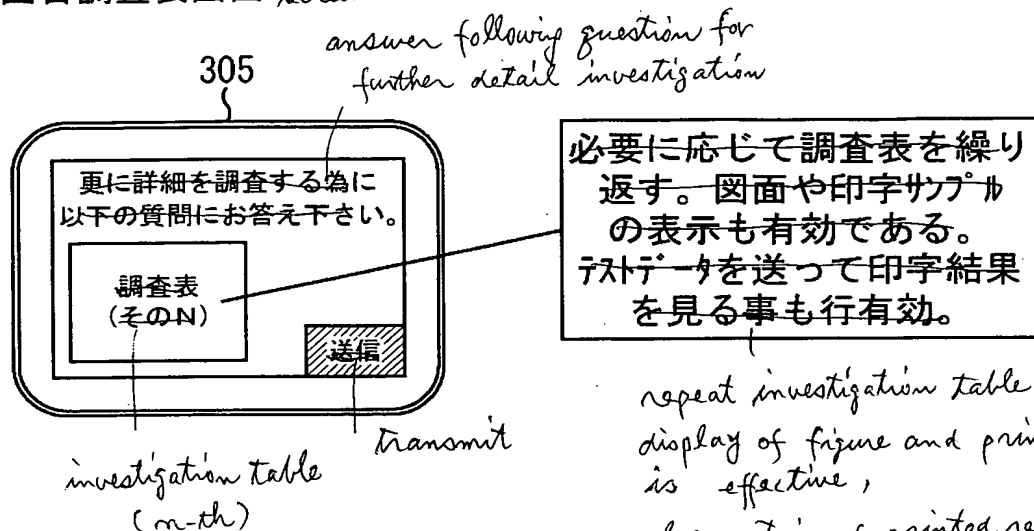 answer following question for
further detail investigation
305
更に詳細を調査する為に
以下の質問にお答え下さい。
調査表
(そのN)
送信
必要に応じて調査表を繰り
返す。図面や印字サンプル
の表示も有効である。
テストデータを送って印字結果
を見る事も行有効。
transmit
investigation table
(n-th)
repeat investigation table
display of figure and
is effective,